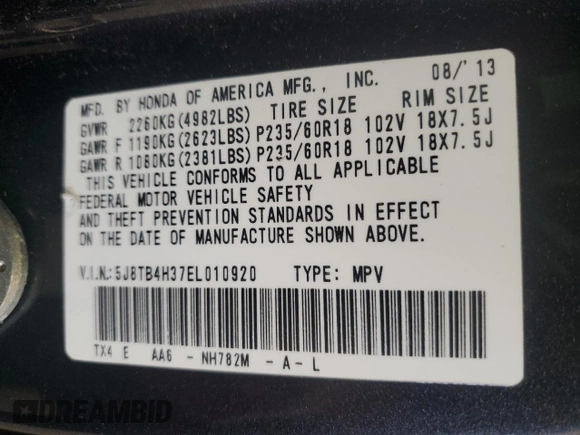 MFD. BY HONDA OF AMERICA MFG., INC. 08/'13
GVWR 2260KG(4982LBS) TIRE SIZE RIM SIZE
GAWR F 1190KG(2623LBS) P235/60R18 102V 18X7.5J
GAWR R 1080KG(2381LBS) P235/60R18 102V 18X7.5J
THIS VEHICLE CONFORMS TO ALL APPLICABLE
FEDERAL MOTOR VEHICLE SAFETY
AND THEFT PREVENTION STANDARDS IN EFFECT
ON THE DATE OF MANUFACTURE SHOWN ABOVE.
V.I.N.:5J8TB4H37EL010920 TYPE: MPV
TX4 E AA6 - NH782M - A - L
DREAMBID